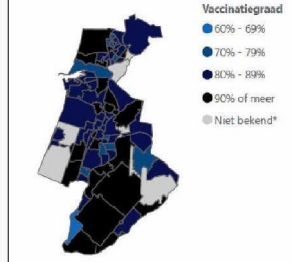 Vaccinatiegraad
60% - 69%
70% - 79%
80% - 89%
90% of meer
Niet bekend*